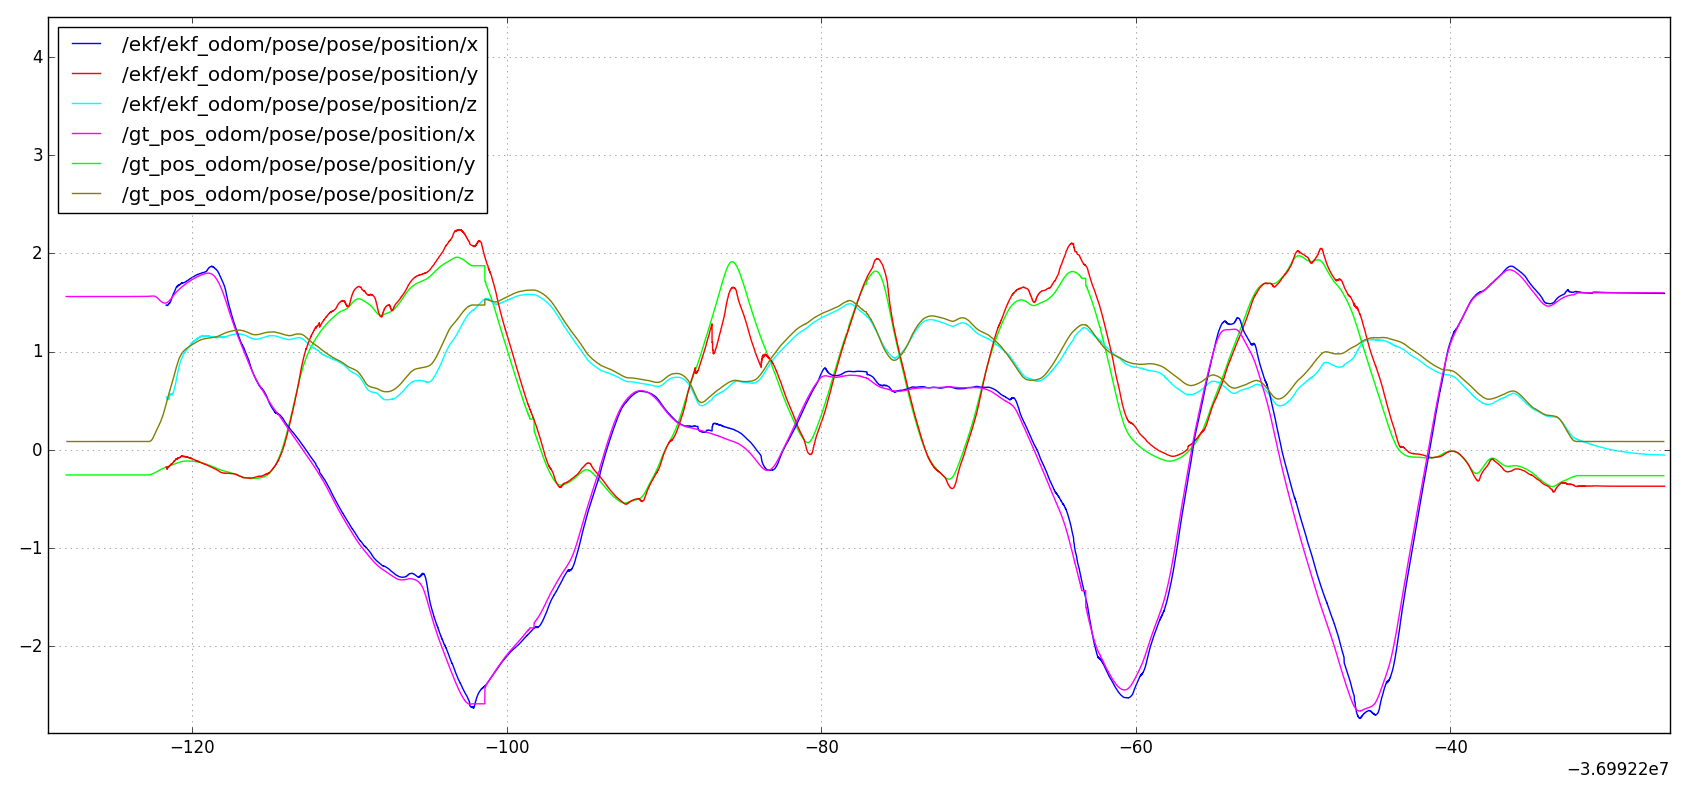 /ekf/ekf_odom/pose/pose/position/x
/ekf/ekf_odom/pose/pose/position/y
/ekf/ekf_odom/pose/pose/position/z
/gt_pos_odom/pose/pose/position/x
/gt_pos_odom/pose/pose/position/y
/gt_pos_odom/pose/pose/position/z
4
3
2
1
0
−1
−2
−120 −100 −80 −60 −40
−3.69922e7